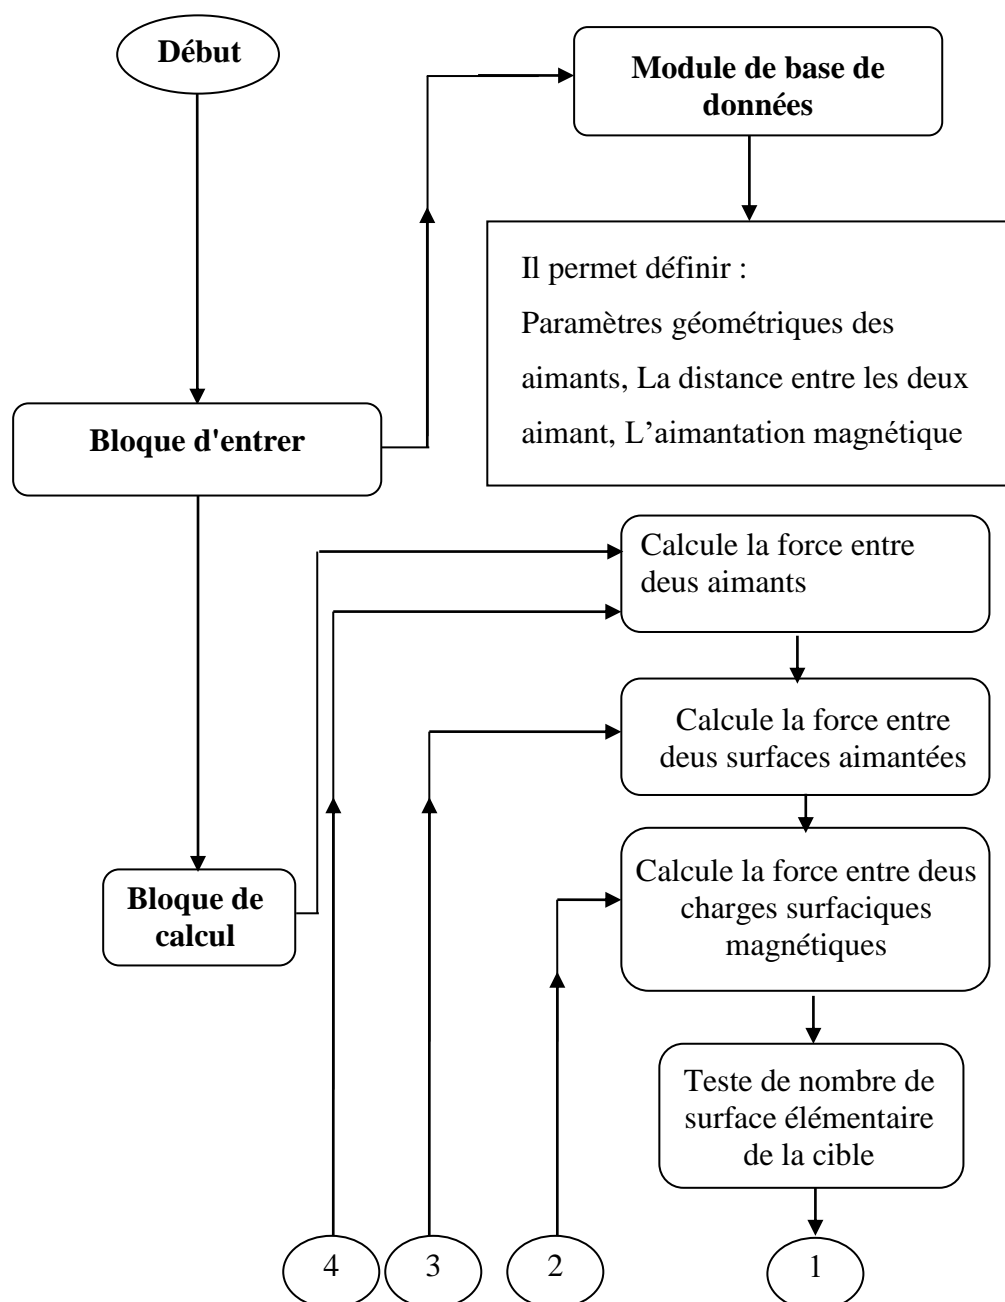 Début
Module de base de
données
Il permet définir :
Paramètres géométriques des
aimants, La distance entre les deux
aimant, L’aimantation magnétique
Bloque d'entrer
Calcule la force entre
deus aimants
Calcule la force entre
deus surfaces aimantées
Calcule la force entre deus
charges surfaciques
magnétiques
Bloque de
calcul
Teste de nombre de
surface élémentaire
de la cible
4
3
2
1